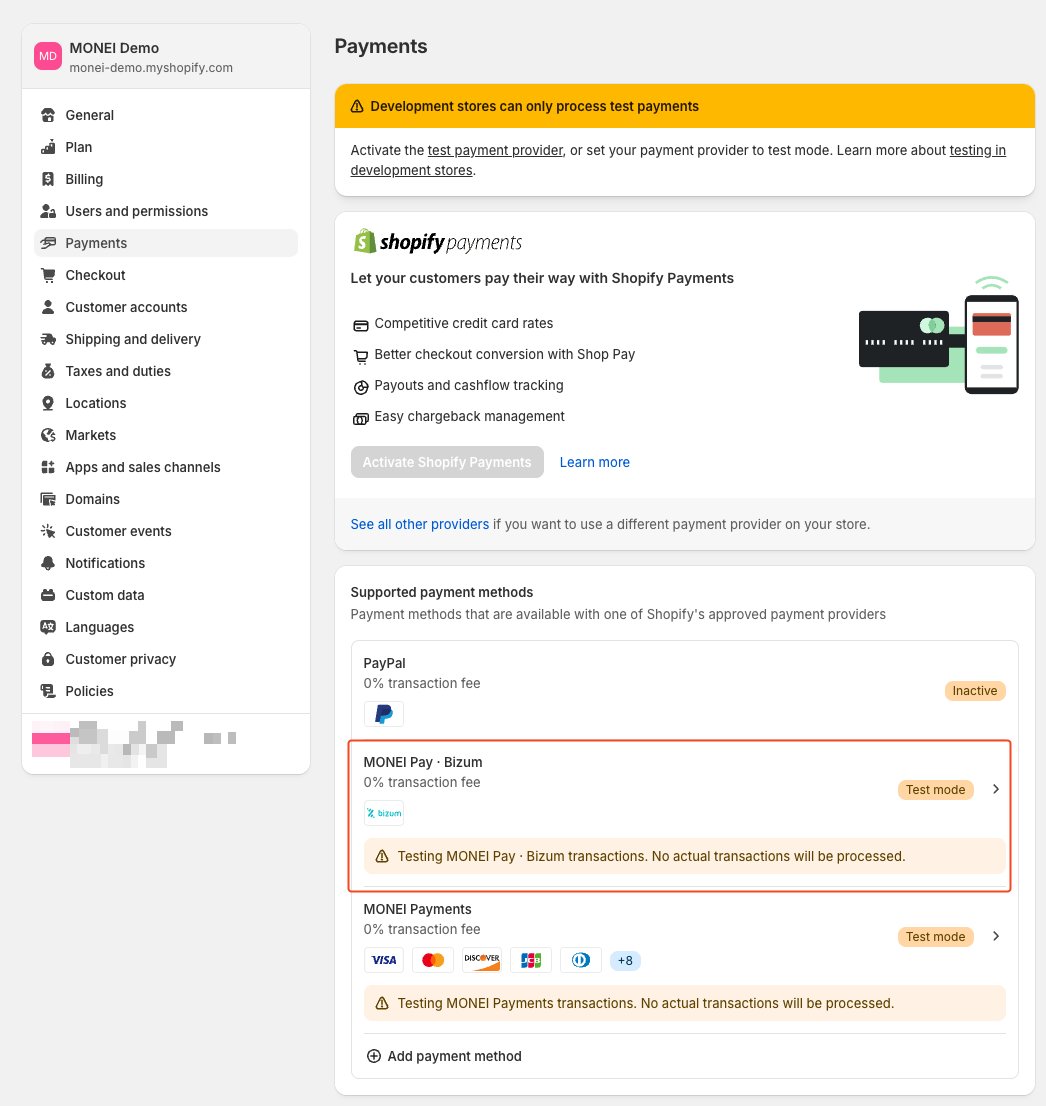 MD
MONEI Demo
monei-demo.myshopify.com
General
Plan
Billing
Users and permissions
Payments
Checkout
Customer accounts
Shipping and delivery
Taxes and duties
Locations
Markets
Apps and sales channels
Domains
Customer events
Notifications
Custom data
Languages
Customer privacy
Policies
Payments
Development stores can only process test payments
Activate the test payment provider, or set your payment provider to test mode. Learn more about testing in
development stores.
shopify payments
Let your customers pay their way with Shopify Payments
Competitive credit card rates
Better checkout conversion with Shop Pay
Payouts and cashflow tracking
Easy chargeback management
Activate Shopify Payments
Learn more
See all other providers if you want to use a different payment provider on your store.
Supported payment methods
Payment methods that are available with one of Shopify's approved payment providers
PayPal
0% transaction fee
Inactive
MONEI Pay · Bizum
0% transaction fee
Test mode
bizum
Testing MONEI Pay · Bizum transactions. No actual transactions will be processed.
MONEI Payments
0% transaction fee
Test mode
VISA
DISCOVER
JCB
+8
Testing MONEI Payments transactions. No actual transactions will be processed.
Add payment method